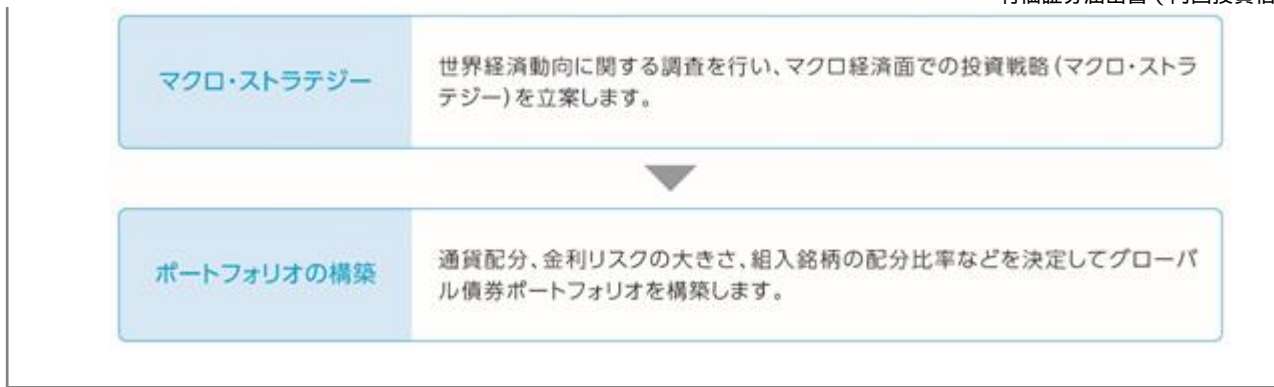 マクロ・ストラテジー
世界経済動向に関する調査を行い、マクロ経済面での投資戦略(マクロ・ストラ
テジー)を立案します。
ポートフォリオの構築
通貨配分、金利リスクの大きさ、組入銘柄の配分比率などを決定してグローバ
ル債券ポートフォリオを構築します。